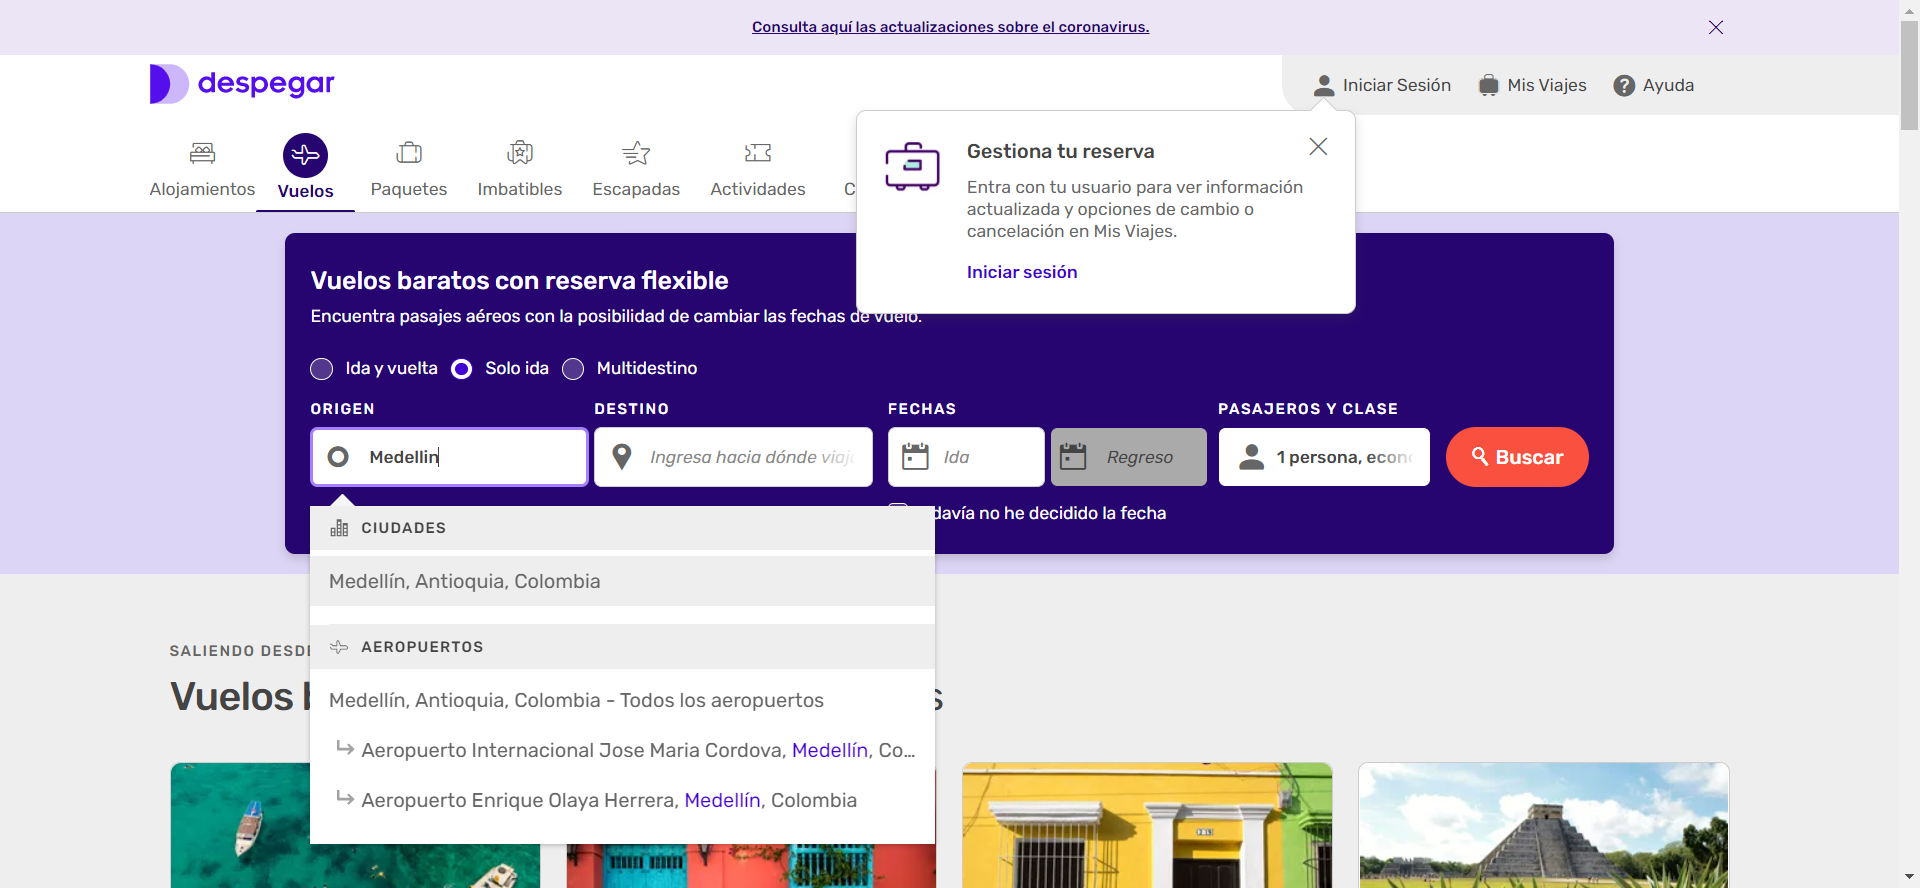 Consulta aquí las actualizaciones sobre el coronavirus.
despegar
Iniciar Sesión
Mis Viajes
Ayuda
Alojamientos
Vuelos
Paquetes
Imbatibles
Escapadas
Actividades
C
Gestiona tu reserva
Entra con tu usuario para ver información
actualizada y opciones de cambio o
cancelación en Mis Viajes.
Iniciar sesión
Vuelos baratos con reserva flexible
Encuentra pasajes aéreos con la posibilidad de cambiar las fechas de vuelo.
Ida y vuelta
Solo ida
Multidestino
ORIGEN
DESTINO
FECHAS
PASAJEROS Y CLASE
Medellin
Ingresa hacia dónde viaj
Ida
Regreso
1 persona, econ
Buscar
davía no he decidido la fecha
CIUDADES
Medellín, Antioquia, Colombia
AEROPUERTOS
Medellín, Antioquia, Colombia - Todos los aeropuertos
Aeropuerto Internacional Jose Maria Cordova, Medellín, Co...
Aeropuerto Enrique Olaya Herrera, Medellín, Colombia
SALIENDO DESDE
Vuelos b
s